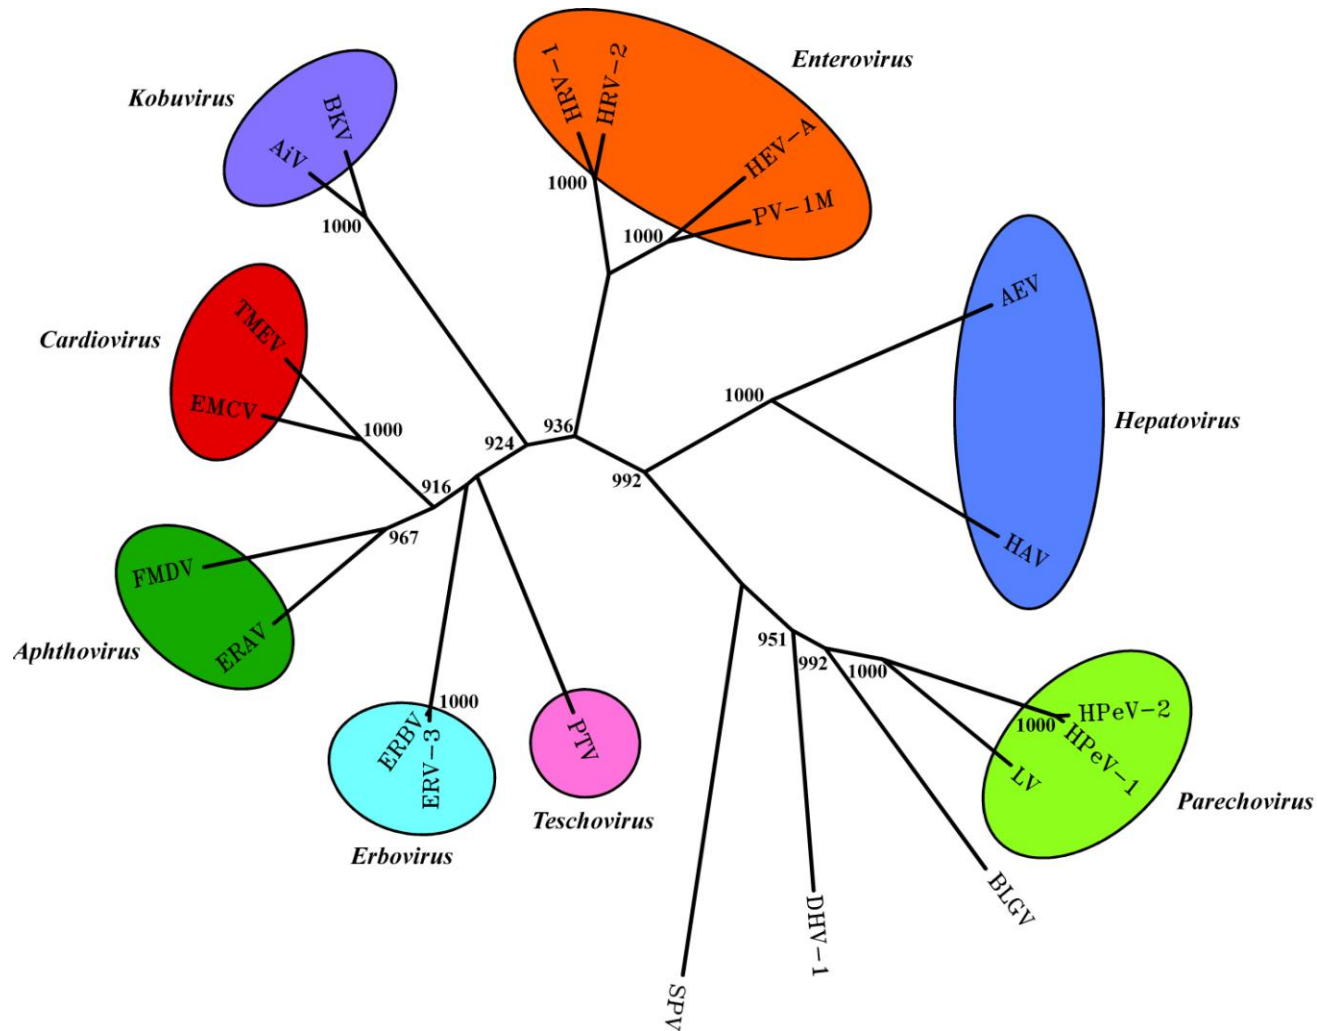 Enterovirus
HRV-1
HRV-2
1000
HEV-A
PV-1M
1000
Kobuvirus
BKV
AiV
1000
Cardiovirus
TMEV
EMCV
1000
AEV
1000
Hepatovirus
HAV
924
936
992
916
967
FMDV
ERAV
Aphthovirus
1000
ERBV
ERV-3
Erbovirus
PTV
Teschovirus
951
992
1000
1000
HPeV-2
HPeV-1
LV
Parechovirus
BLGV
DHV-1
SPV